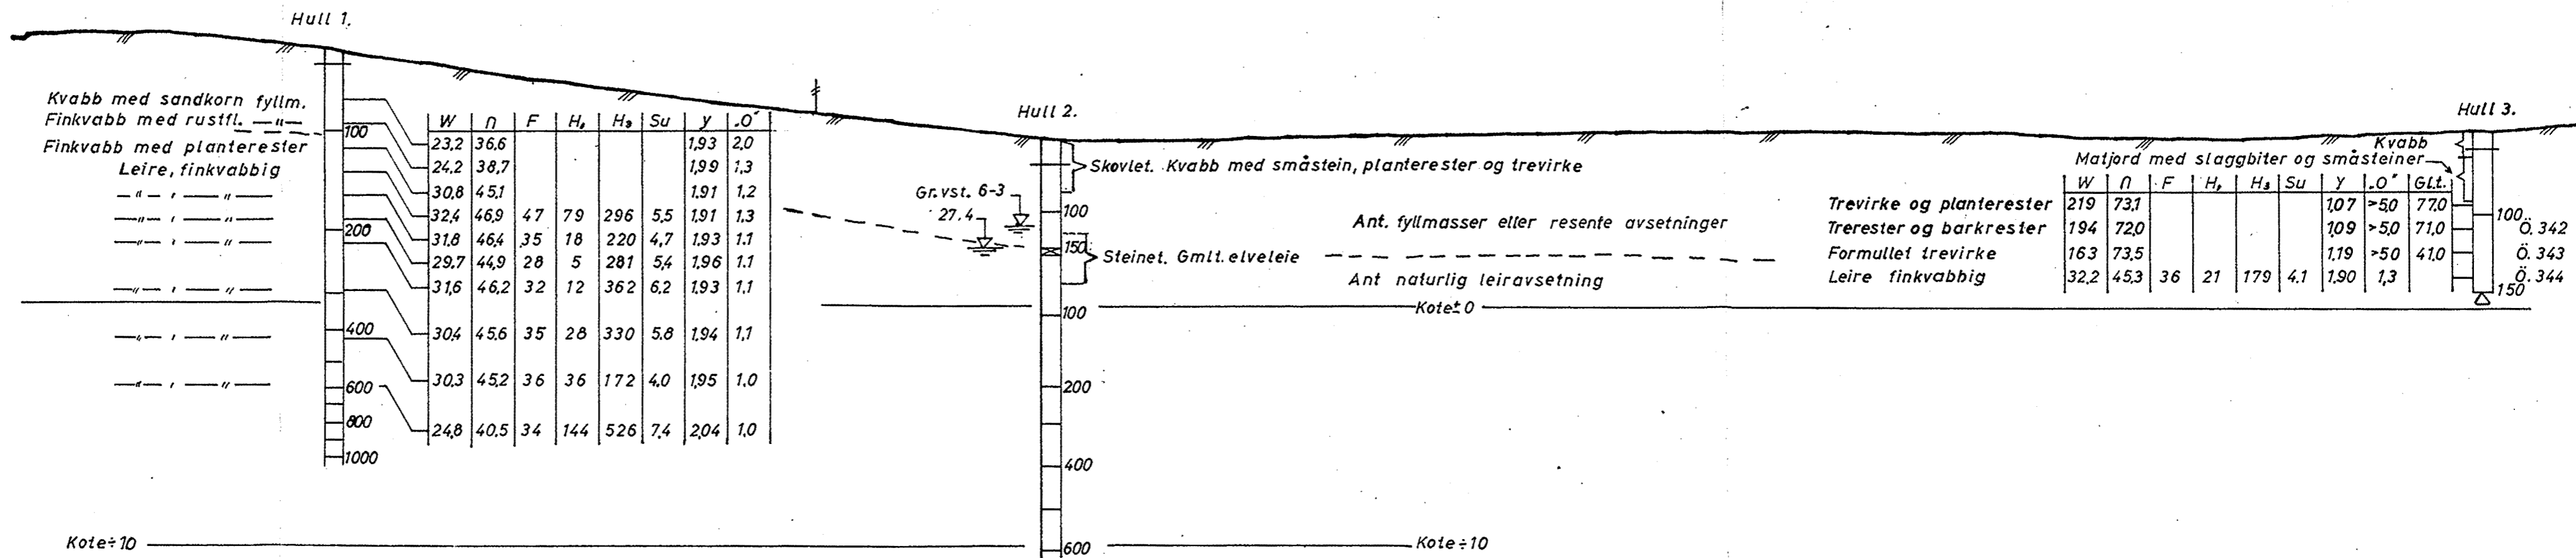 Hull 1.
Kvabb med sandkorn fyllm.
Finkvabb med rustfl. —"—
Finkvabb med planterester
Leire, finkvabbig
—"— , —"—
—"— , —"—
—"— , —"—
—"— , —"—
—"— , —"—
—"— , —"—
100
200
400
600
800
1000
W n F H₁ H₃ Su γ „O"
23,2 36,6 1,93 2,0
24,2 38,7 1,99 1,3
30,8 45,1 1.91 1,2
32,4 46,9 47 79 296 5,5 1,91 1.3
31,8 46,4 35 18 220 4,7 1,93 1.1
29,7 44,9 28 5 281 5,4 1,96 1.1
31,6 46,2 32 12 362 6,2 1,93 1,1
30,4 45,6 35 28 330 5.8 1,94 1,1
30,3 45,2 36 36 172 4,0 1,95 1,0
24,8 40,5 34 144 526 7,4 2,04 1,0
Hull 2.
Skovlet. Kvabb med småstein, planterester og trevirke
Gr.vst. 6-3
27.4
100
150
Steinet. Gmlt. elveleie
100
200
400
600
Ant. fyllmasser eller resente avsetninger
Ant naturlig leiravsetning
Kote ± 0
Kote ÷ 10
Kote ÷ 10
Hull 3.
Kvabb
Matjord med slaggbiter og småsteiner
W n F H₁ H₃ Su γ „O" Gl.t.
Trevirke og planterester 219 73,1 1,07 >5,0 77,0
Trerester og barkrester 194 72,0 1,09 >5,0 71,0 Ö. 342
Formullet trevirke 163 73,5 1,19 >5,0 41,0 Ö. 343
Leire finkvabbig 32,2 45,3 36 21 179 4.1 1,90 1,3 Ö. 344
100
150